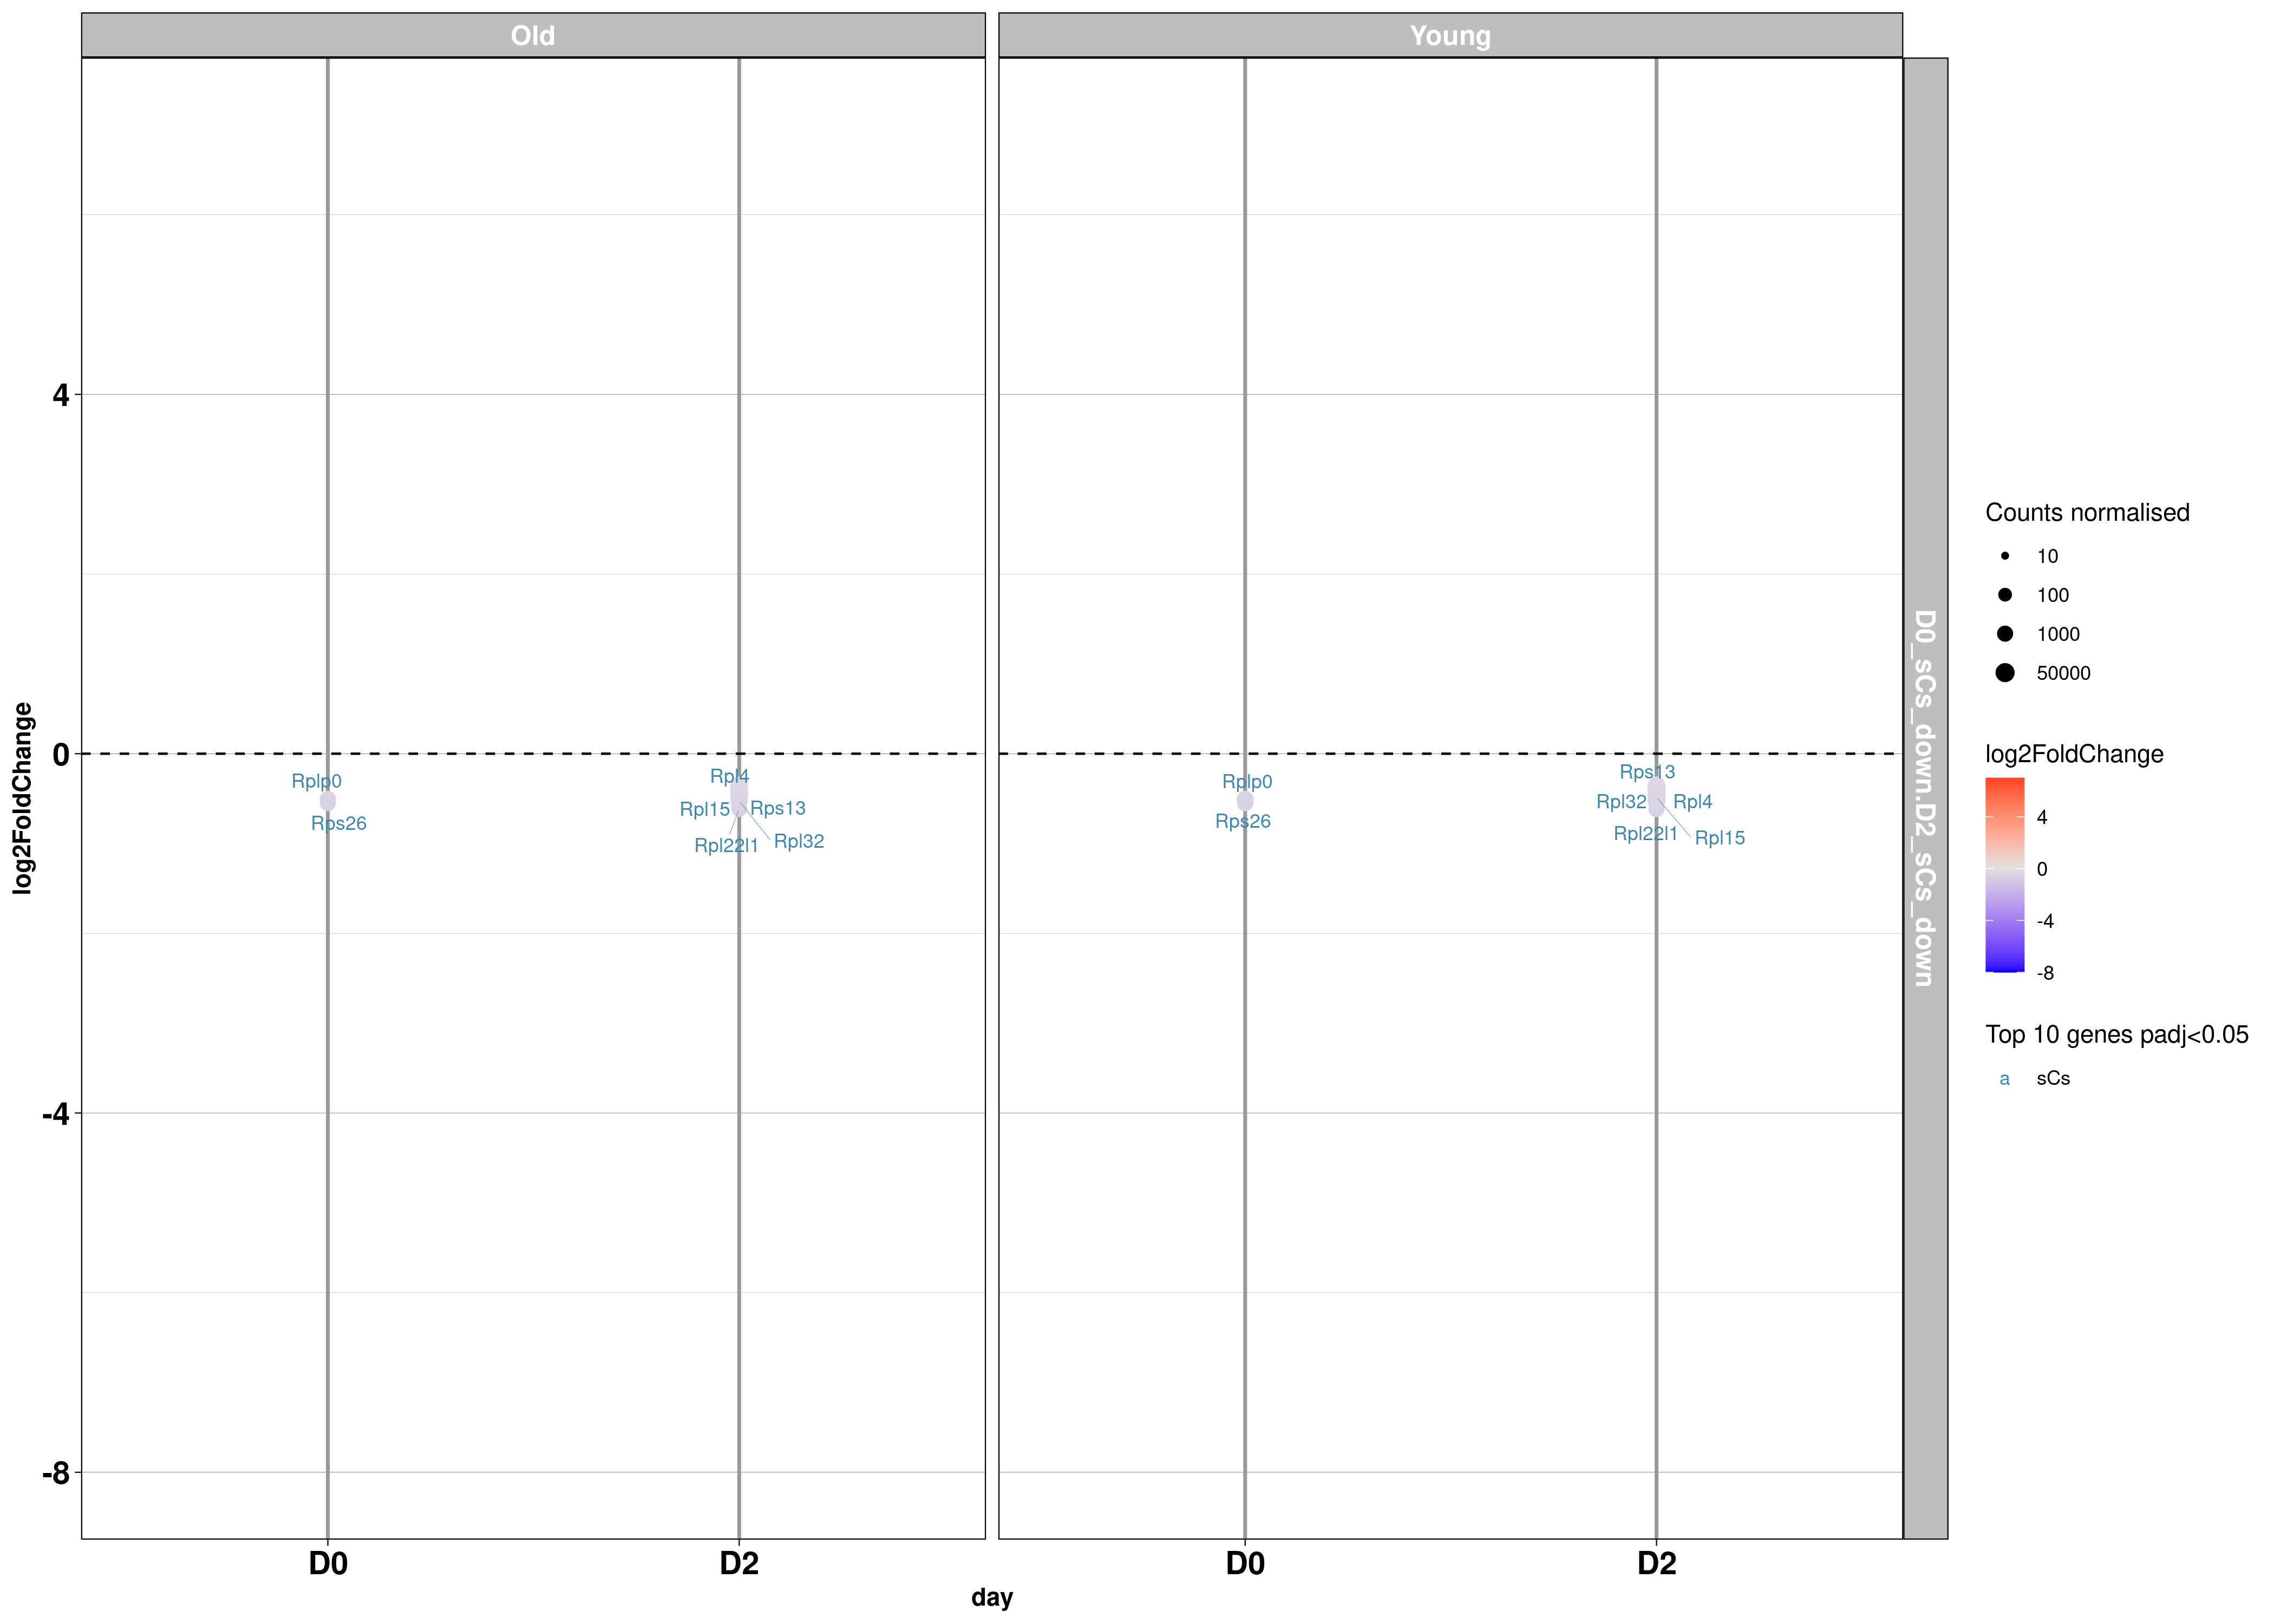 Old
Young
log2FoldChange
4
0
-4
-8
Rplp0
Rps26
Rpl4
Rpl15
Rps13
Rpl22l1
Rpl32
Rplp0
Rps26
Rps13
Rpl32
Rpl4
Rpl22l1
Rpl15
D0_sCs_down.D2_sCs_down
D0
D2
D0
D2
day
Counts normalised
10
100
1000
50000
log2FoldChange
4
0
-4
-8
Top 10 genes padj<0.05
a sCs